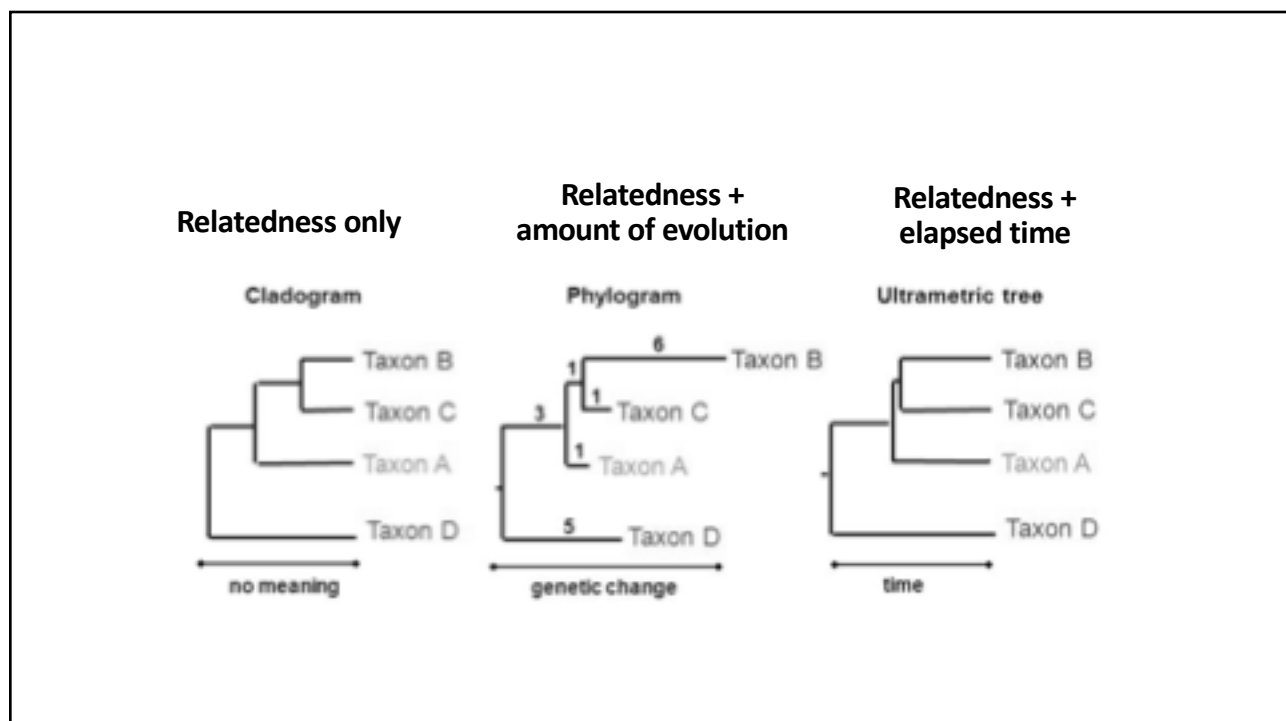 Relatedness only
Relatedness +
amount of evolution
Relatedness +
elapsed time
Cladogram
Taxon B
Taxon C
Taxon A
Taxon D
no meaning
Phylogram
6
Taxon B
1
1
Taxon C
3
1
Taxon A
5
Taxon D
genetic change
Ultrametric tree
Taxon B
Taxon C
Taxon A
Taxon D
time